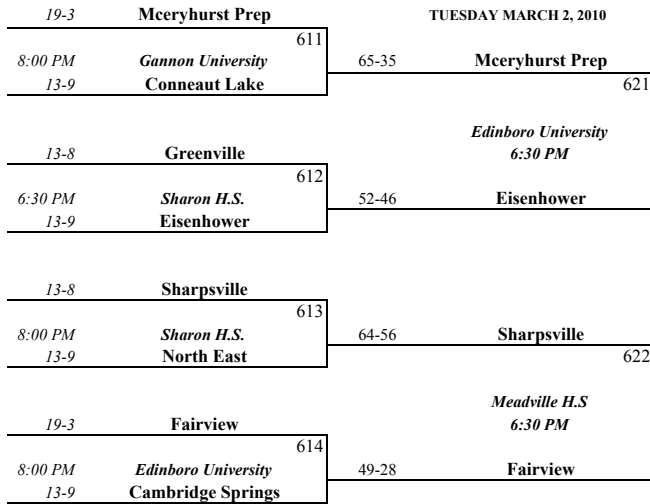 19-3 Mceryhurst Prep TUESDAY MARCH 2, 2010
611
8:00 PM Gannon University 65-35 Mceryhurst Prep
13-9 Conneaut Lake 621
Edinboro University
13-8 Greenville 6:30 PM
612
6:30 PM Sharon H.S. 52-46 Eisenhower
13-9 Eisenhower
13-8 Sharpsville
613
8:00 PM Sharon H.S. 64-56 Sharpsville
13-9 North East 622
Meadville H.S
19-3 Fairview 6:30 PM
614
8:00 PM Edinboro University 49-28 Fairview
13-9 Cambridge Springs